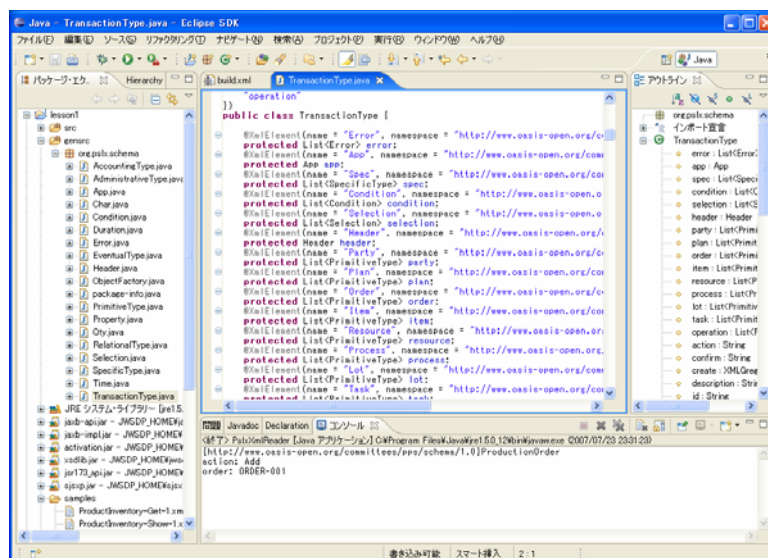 Java - TransactionType.java - Eclipse SDK
ファイル(F) 編集(E) ソース(S) リファクタリング(T) ナビゲート(N) 検索(A) プロジェクト(P) 実行(R) ウィンドウ(W) ヘルプ(H)
Java
パッケージ・エク..
Hierarchy
lesson1
src
gensrc
org.pslx.schema
AccountingType.java
AdministrativeType.java
App.java
Char.java
Condition.java
Duration.java
Error.java
EventualType.java
Header.java
ObjectFactory.java
package-info.java
PrimitiveType.java
Property.java
Qty.java
RelationalType.java
Selection.java
SpecificType.java
Time.java
TransactionType.java
JRE システム・ライブラリー [jre1.5.
jaxb-api.jar - JWSDP_HOME¥ja
jaxb-impl.jar - JWSDP_HOME¥j
activation.jar - JWSDP_HOME¥
xsdlib.jar - JWSDP_HOME¥jws
jsr173_api.jar - JWSDP_HOME¥
sjsxp.jar - JWSDP_HOME¥sjsx
samples
ProductInventory-Get-1.xm
ProductInventory-Show-1.x
build.xml
TransactionType.java
"operation"
})
public class TransactionType {
@XmlElement(name = "Error", namespace = "http://www.oasis-open.org/c
protected List<Error> error;
@XmlElement(name = "App", namespace = "http://www.oasis-open.org/com
protected App app;
@XmlElement(name = "Spec", namespace = "http://www.oasis-open.org/co
protected List<SpecificType> spec;
@XmlElement(name = "Condition", namespace = "http://www.oasis-open.o
protected List<Condition> condition;
@XmlElement(name = "Selection", namespace = "http://www.oasis-open.o
protected List<Selection> selection;
@XmlElement(name = "Header", namespace = "http://www.oasis-open.org/
protected Header header;
@XmlElement(name = "Party", namespace = "http://www.oasis-open.org/c
protected List<PrimitiveType> party;
@XmlElement(name = "Plan", namespace = "http://www.oasis-open.org/co
protected List<PrimitiveType> plan;
@XmlElement(name = "Order", namespace = "http://www.oasis-open.org/c
protected List<PrimitiveType> order;
@XmlElement(name = "Item", namespace = "http://www.oasis-open.org/co
protected List<PrimitiveType> item;
@XmlElement(name = "Resource", namespace = "http://www.oasis-open.or
protected List<PrimitiveType> resource;
@XmlElement(name = "Process", namespace = "http://www.oasis-open.org
protected List<PrimitiveType> process;
@XmlElement(name = "Lot", namespace = "http://www.oasis-open.org/com
protected List<PrimitiveType> lot;
@XmlElement(name = "Task", namespace = "http://www.oasis-open.org/co
protected List<PrimitiveType> task;
アウトライン
org.pslx.schema
インポート宣言
TransactionType
error : List<Error>
app : App
spec : List<Speci
condition : List<C
selection : List<S
header : Header
party : List<Primi
plan : List<Primit
order : List<Primi
item : List<Primit
resource : List<P
process : List<Pr
lot : List<Primitiv
task : List<Primit
operation : List<F
action : String
confirm : String
create : XMLGreg
description : Strin
id : String
Javadoc Declaration コンソール
<終了> PslxXmlReader [Java アプリケーション] C:¥Program Files¥Java¥jre1.5.0_12¥bin¥javaw.exe (2007/07/23 23:31:23)
[http://www.oasis-open.org/committees/pps/schema/1.0]ProductionOrder
action: Add
order: ORDER-001
書き込み可能 スマート挿入 2 : 1